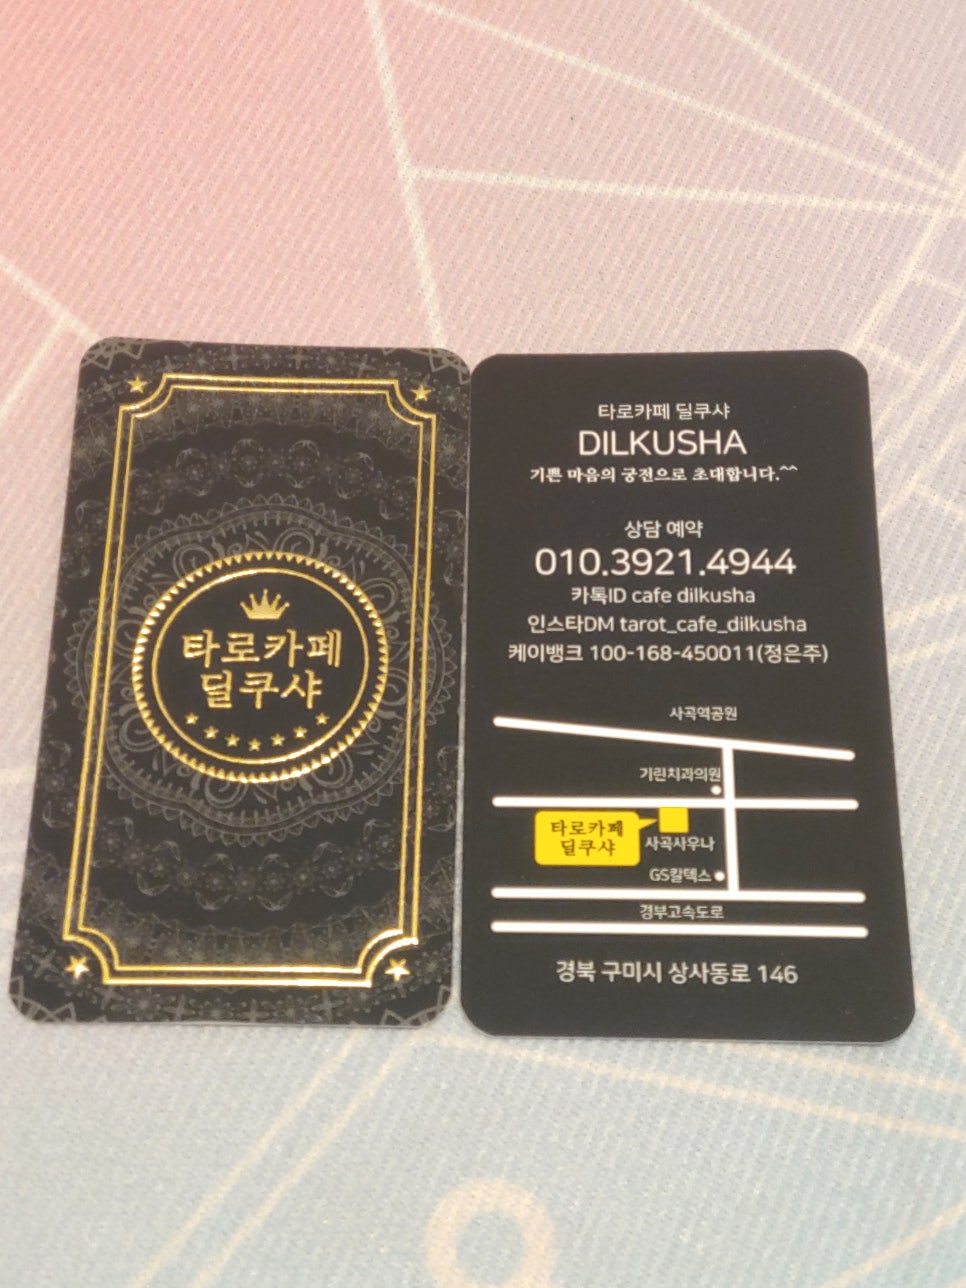 타로카페
딜쿠샤
타로카페 딜쿠샤
DILKUSHA
기쁜 마음의 궁전으로 초대합니다.^^
상담 예약
010.3921.4944
카톡ID cafe dilkusha
인스타DM tarot_cafe_dilkusha
케이뱅크 100-168-450011(정은주)
사곡역공원
기린치과의원
타로카페
딜쿠샤
사곡사우나
GS칼텍스
경부고속도로
경북 구미시 상사동로 146